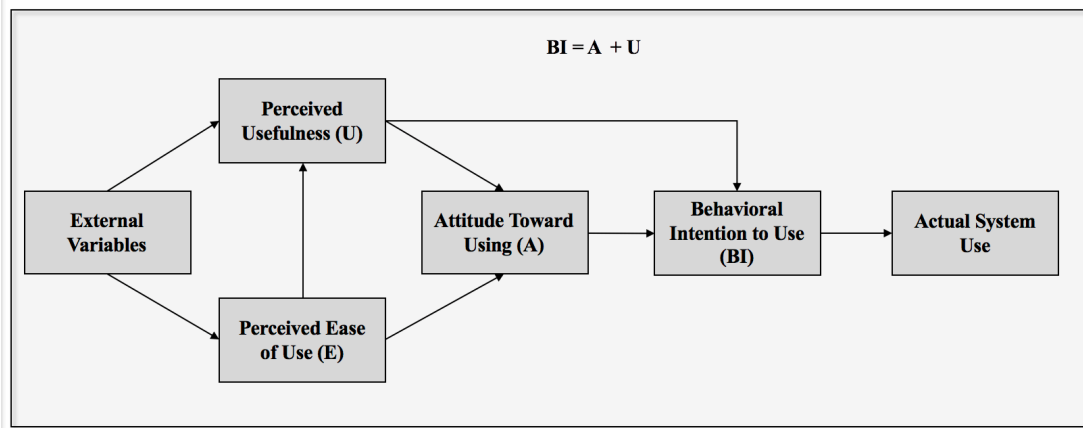 BI = A + U
Perceived
Usefulness (U)
External
Variables
Attitude Toward
Using (A)
Behavioral
Intention to Use
(BI)
Actual System
Use
Perceived Ease
of Use (E)